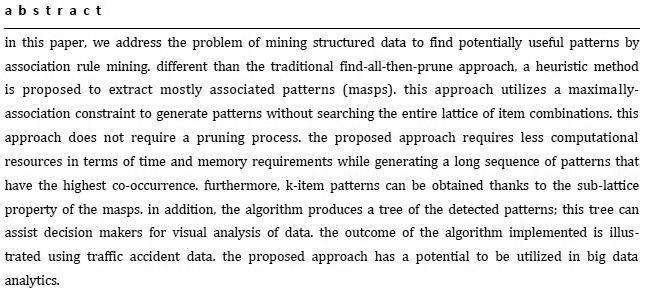 a b s t r a c t
in this paper, we address the problem of mining structured data to find potentially useful patterns by
association rule mining. different than the traditional find-all-then-prune approach, a heuristic method
is proposed to extract mostly associated patterns (masps). this approach utilizes a maximally-
association constraint to generate patterns without searching the entire lattice of item combinations. this
approach does not require a pruning process. the proposed approach requires less computational
resources in terms of time and memory requirements while generating a long sequence of patterns that
have the highest co-occurrence. furthermore, k-item patterns can be obtained thanks to the sub-lattice
property of the masps. in addition, the algorithm produces a tree of the detected patterns; this tree can
assist decision makers for visual analysis of data. the outcome of the algorithm implemented is illus-
trated using traffic accident data. the proposed approach has a potential to be utilized in big data
analytics.